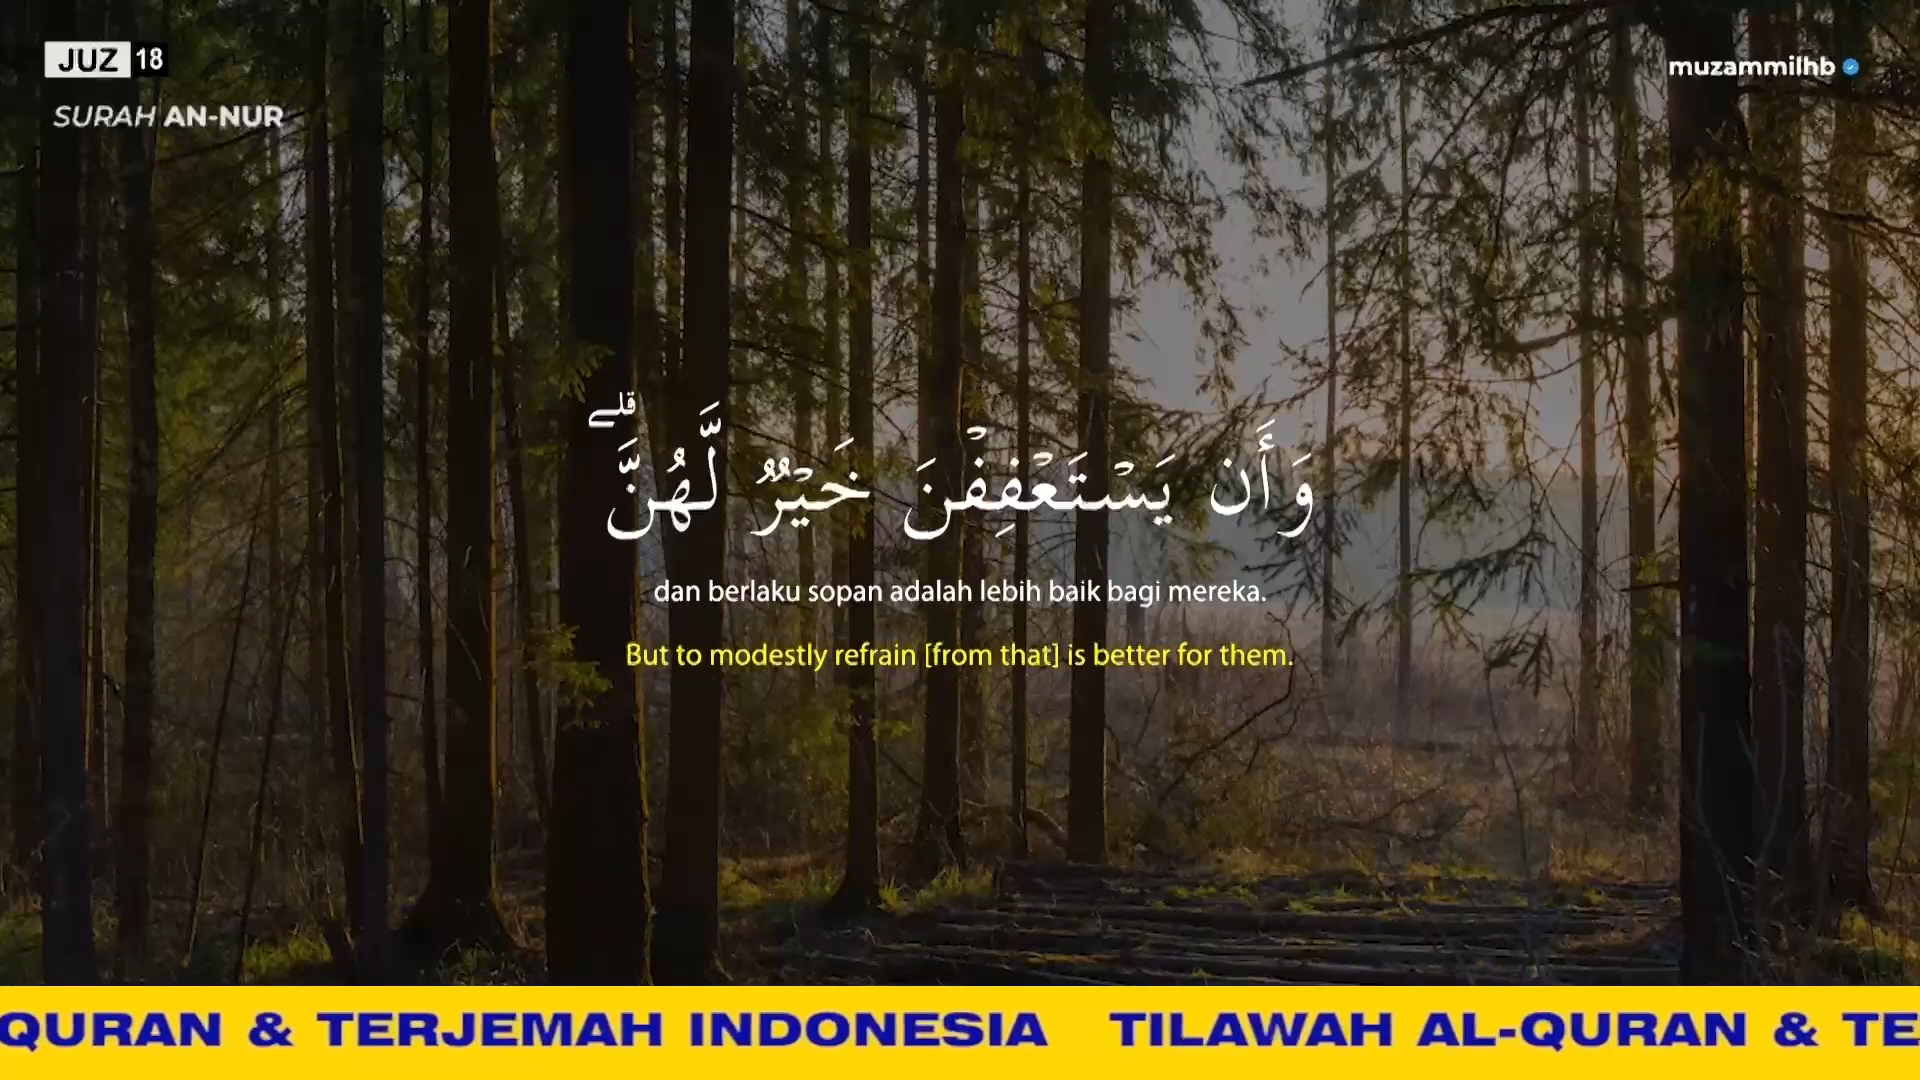 JUZ 18
muzammilhb
SURAH AN-NUR
وَأَن يَسْتَعْفِفْنَ خَيْرٌ لَّهُنَّ ۗ
dan berlaku sopan adalah lebih baik bagi mereka.
But to modestly refrain [from that] is better for them.
QURAN & TERJEMAH INDONESIA TILAWAH AL-QURAN & TE